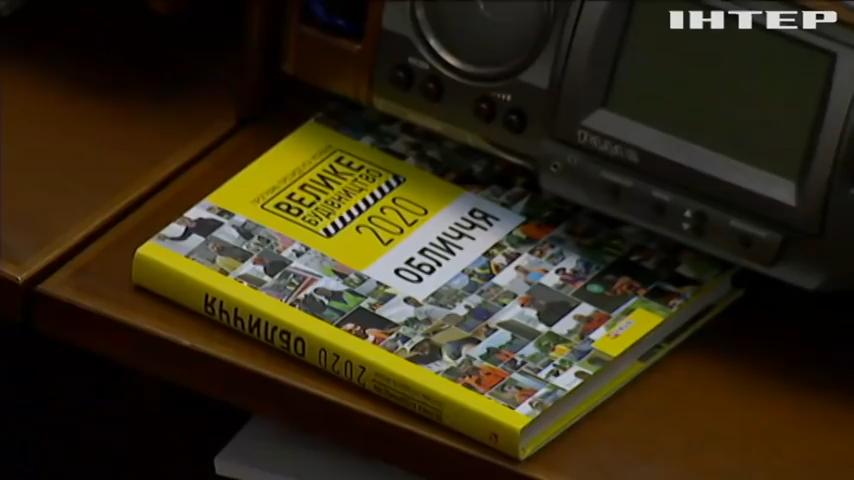 ІНТЕР
ВЕЛИКЕ
БУДІВНИЦТВО
2020
ОБЛИЧЧЯ
2020 ОБЛИЧЧЯ